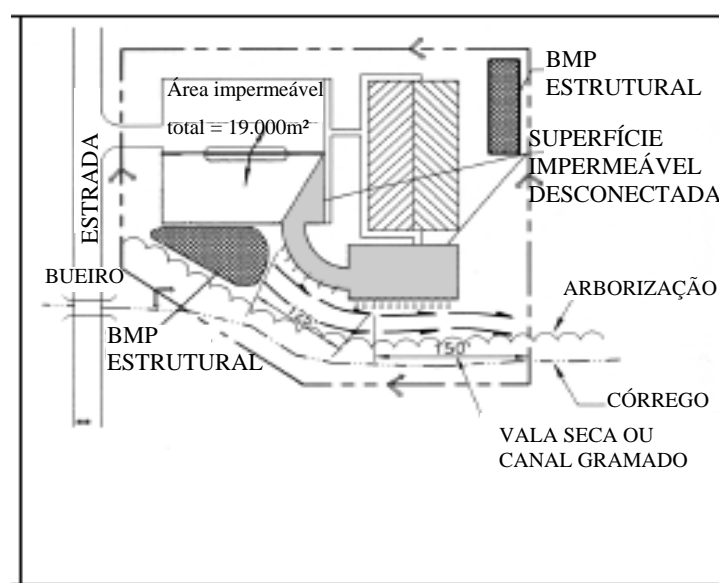 BMP
ESTRUTURAL
Área impermeável
total = 19.000m²
SUPERFÍCIE
IMPERMEÁVEL
DESCONECTADA
ESTRADA
BUEIRO
ARBORIZAÇÃO
BMP
ESTRUTURAL
150'
CÓRREGO
VALA SECA OU
CANAL GRAMADO